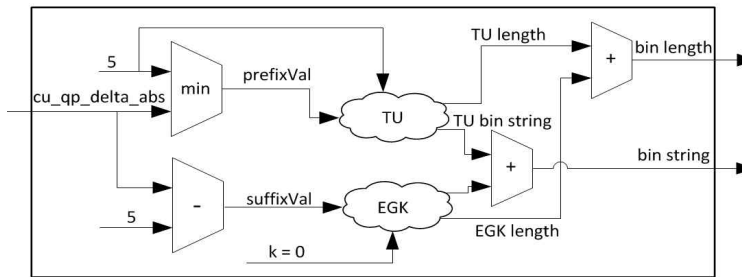 TU length
bin length
5
prefixVal
+
min
cu_qp_delta_abs
TU
TU bin string
bin string
+
suffixVal
-
EGK
5
EGK length
k = 0